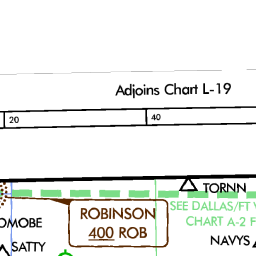 Adjoins Chart L-19
20
40
TORNN
SEE DALLAS/FT
CHART A-2 F
ROBINSON
400 ROB
OMOBE
NAVYS
SATTY